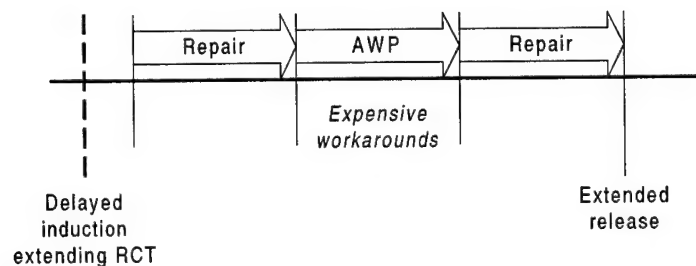 Repair
AWP
Repair
Expensive
workarounds
Delayed
induction
extending RCT
Extended
release